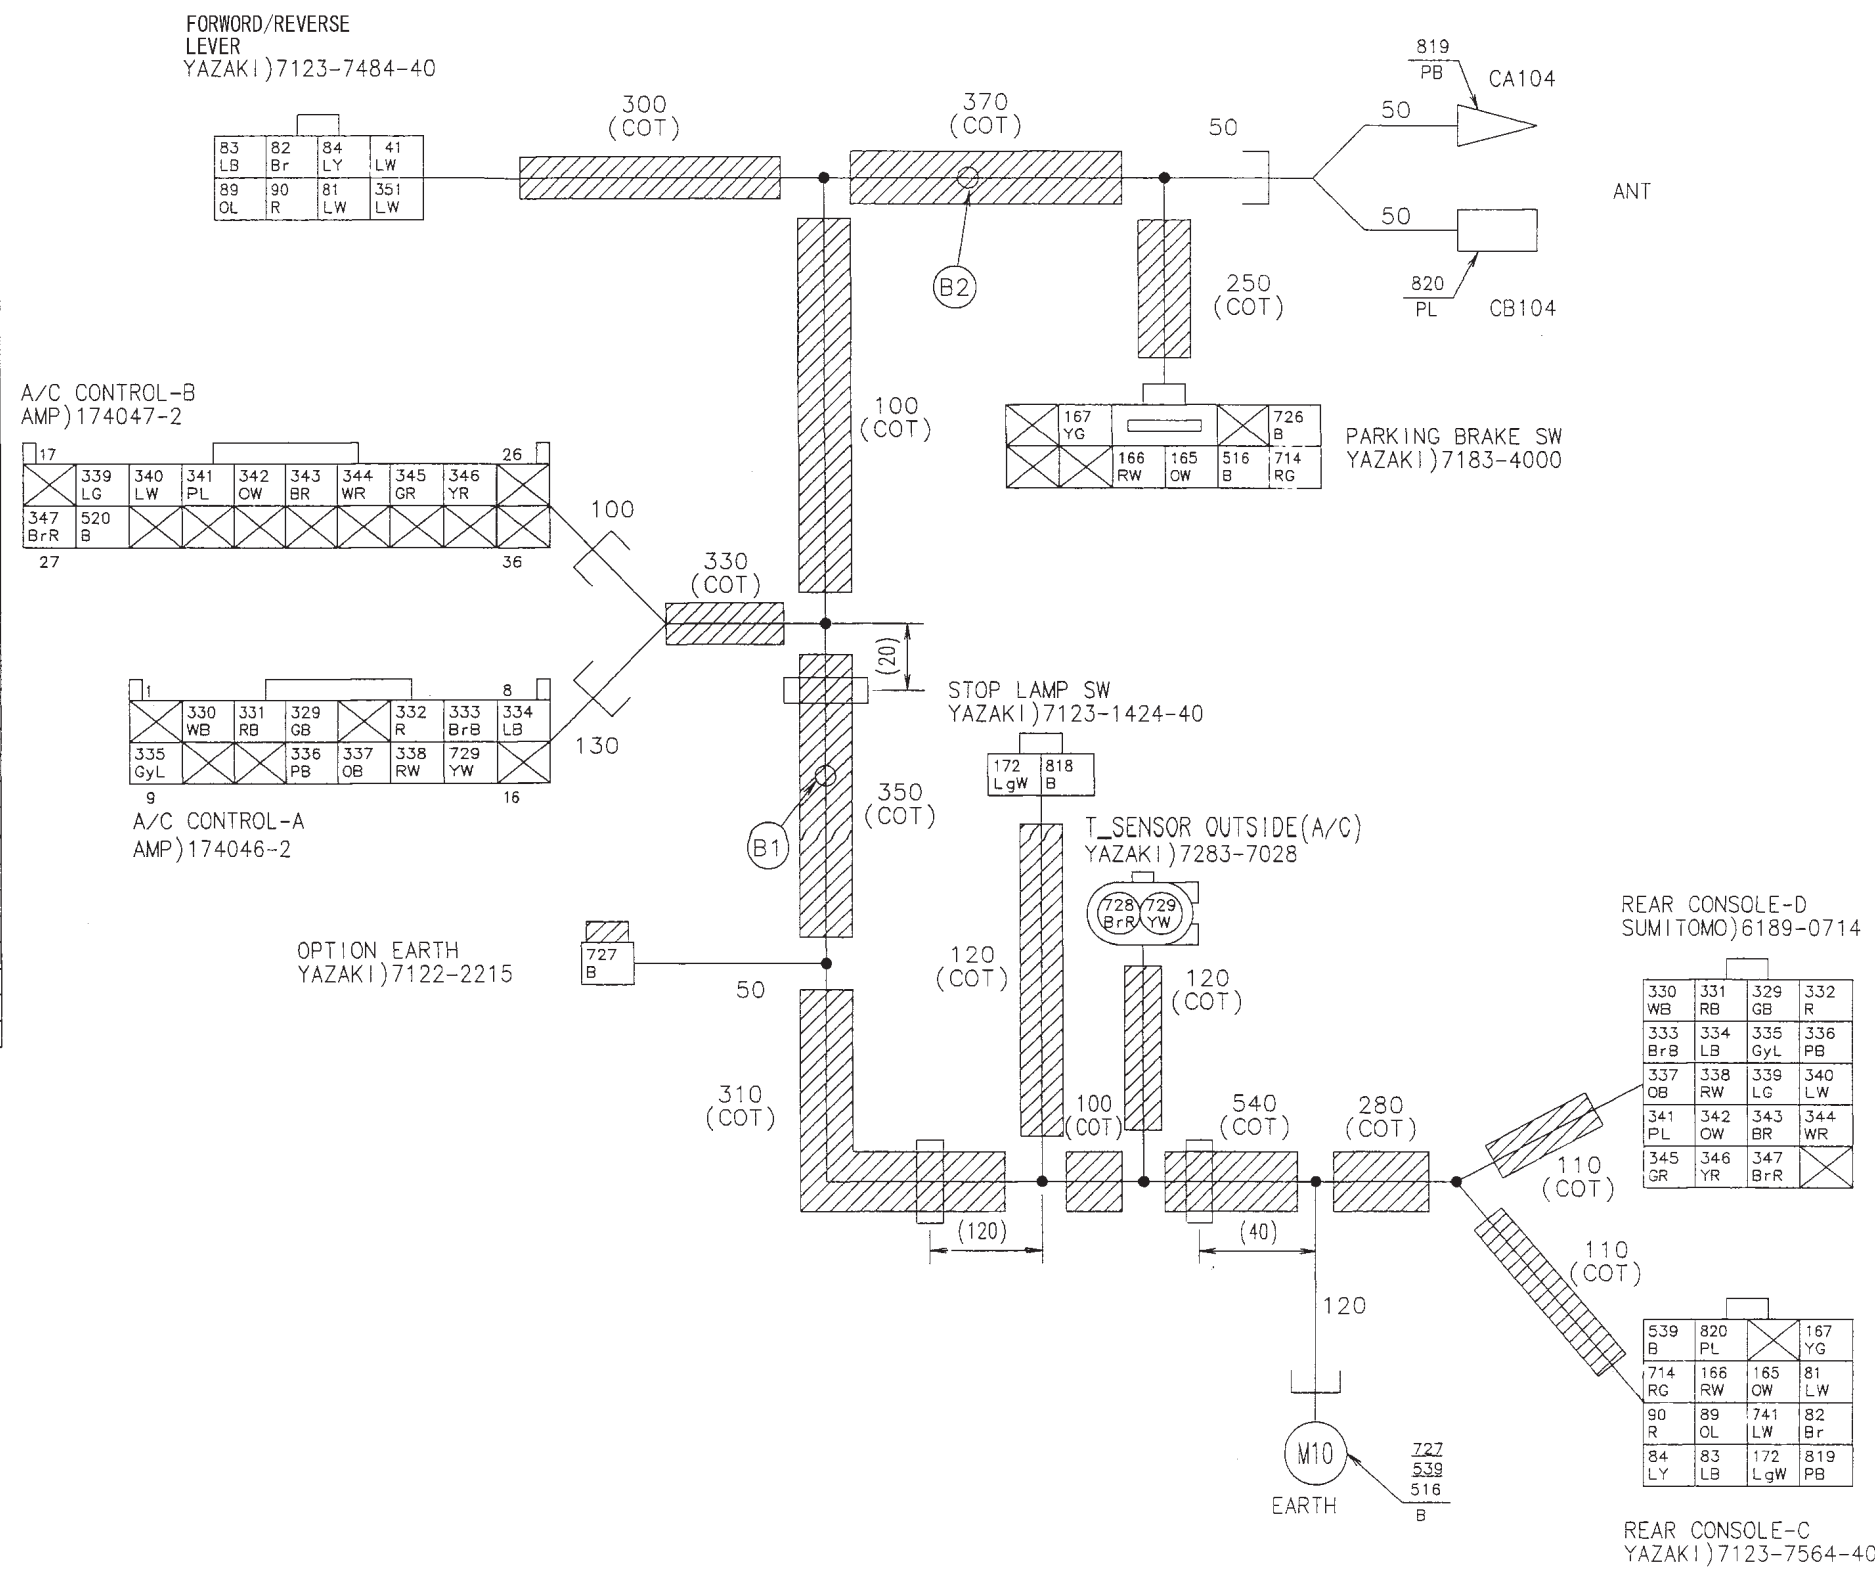 FORWORD/REVERSE
LEVER
YAZAKI)7123-7484-40
83 82 84 41
LB Br LY LW
89 90 81 351
OL R LW LW
300
(COT)
370
(COT)
50
819
PB
CA104
50
ANT
50
820
PL
CB104
B2
250
(COT)
A/C CONTROL-B
AMP)174047-2
17 26
339 340 341 342 343 344 345 346
LG LW PL OW BR WR GR YR
347 520
BrR B
27 36
100
100
(COT)
167 726
YG B
166 165 516 714
RW OW B RG
PARKING BRAKE SW
YAZAKI)7183-4000
330
(COT)
(20)
1 8
330 331 329 332 333 334
WB RB GB R BrB LB
335 336 337 338 729
GyL PB OB RW YW
9 16
130
A/C CONTROL-A
AMP)174046-2
STOP LAMP SW
YAZAKI)7123-1424-40
172 818
LgW B
350
(COT)
B1
T_SENSOR OUTSIDE(A/C)
YAZAKI)7283-7028
728 729
BrR YW
OPTION EARTH
YAZAKI)7122-2215
727
B
50
120
(COT)
120
(COT)
REAR CONSOLE-D
SUMITOMO)6189-0714
330 331 329 332
WB RB GB R
333 334 335 336
BrB LB GyL PB
337 338 339 340
OB RW LG LW
341 342 343 344
PL OW BR WR
345 346 347
GR YR BrR
310
(COT)
100
(COT)
540
(COT)
280
(COT)
110
(COT)
(120)
(40)
110
(COT)
120
539 820 167
B PL YG
714 166 165 81
RG RW OW LW
90 89 741 82
R OL LW Br
84 83 172 819
LY LB LgW PB
M10
EARTH
727
539
516
B
REAR CONSOLE-C
YAZAKI)7123-7564-40